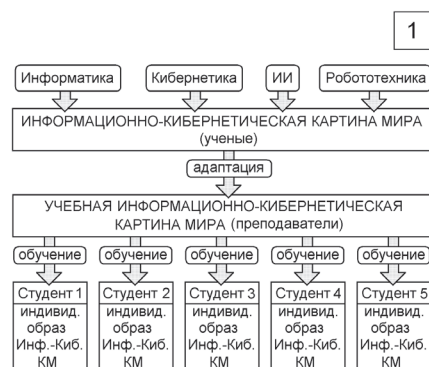 1
Информатика Кибернетика ИИ Робототехника
ИНФОРМАЦИОННО-КИБЕРНЕТИЧЕСКАЯ КАРТИНА МИРА
(ученые)
адаптация
УЧЕБНАЯ ИНФОРМАЦИОННО-КИБЕРНЕТИЧЕСКАЯ
КАРТИНА МИРА (преподаватели)
обучение обучение обучение обучение обучение
Студент 1 Студент 2 Студент 3 Студент 4 Студент 5
индивид. индивид. индивид. индивид. индивид.
образ образ образ образ образ
Инф.-Киб. Инф.-Киб. Инф.-Киб. Инф.-Киб. Инф.-Киб.
КМ КМ КМ КМ КМ